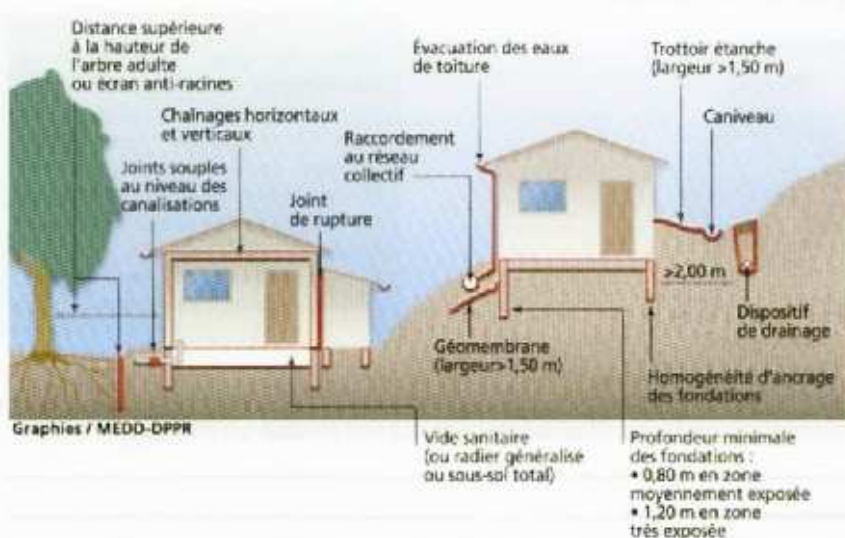 Distance supérieure
à la hauteur de
l'arbre adulte
ou écran anti-racines
Chaînages horizontaux
et verticaux
Joints souples
au niveau des
canalisations
Joint
de rupture
Évacuation des eaux
de toiture
Raccordement
au réseau
collectif
Trottoir étanche
(largeur >1,50 m)
Caniveau
>2,00 m
Dispositif
de drainage
Géomembrane
(largeur>1,50 m)
Homogénéité d'ancrage
des fondations
Graphies / MEDD-DPPR
Vide sanitaire
(ou radier généralisé
ou sous-sol total)
Profondeur minimale
des fondations :
• 0,80 m en zone
moyennement exposée
• 1,20 m en zone
très exposée